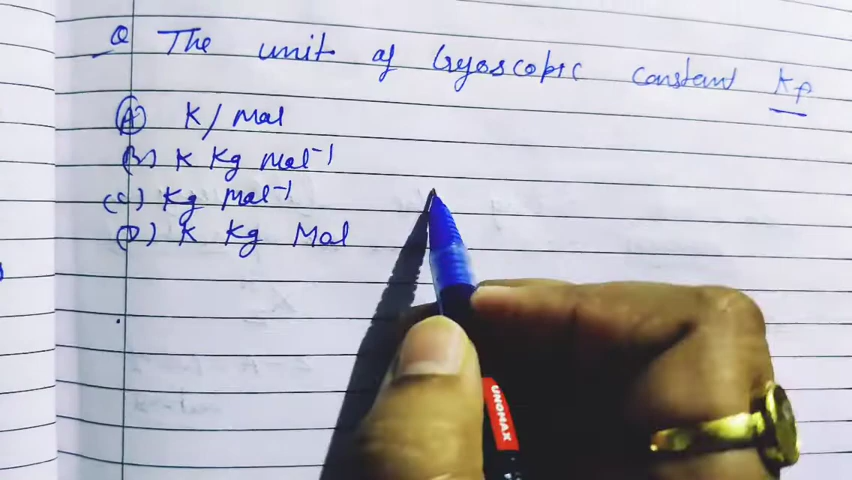 Q The unit of Cryoscopic constant Kf
(A) K / Mol
(B) K Kg Mol⁻¹
(C) Kg Mol⁻¹
(D) K Kg Mol
UNOMAX